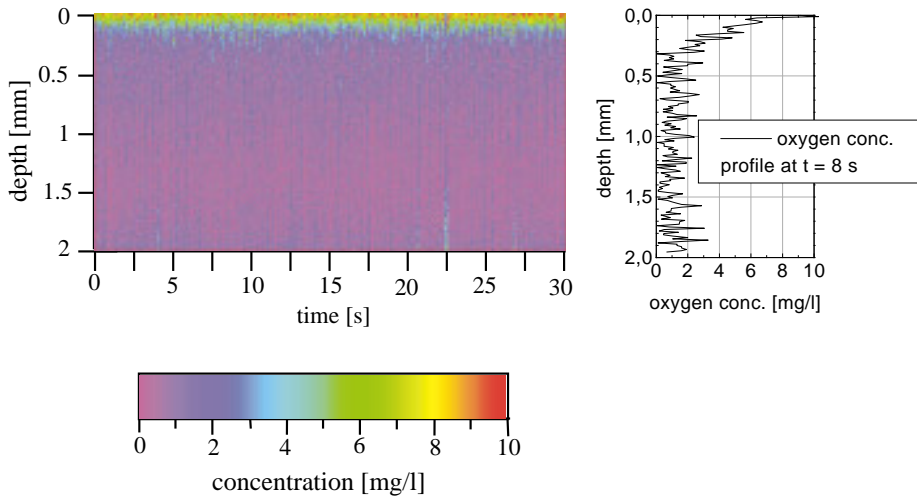 0
0.5
1
1.5
2
depth [mm]
0 5 10 15 20 22.5 30
time [s]
0,0
0,5
1,0
1,5
2,0
depth [mm]
oxygen conc.
profile at t = 8 s
0 2 4 6 8 10
oxygen conc. [mg/l]
0 2 4 6 8 10
concentration [mg/l]